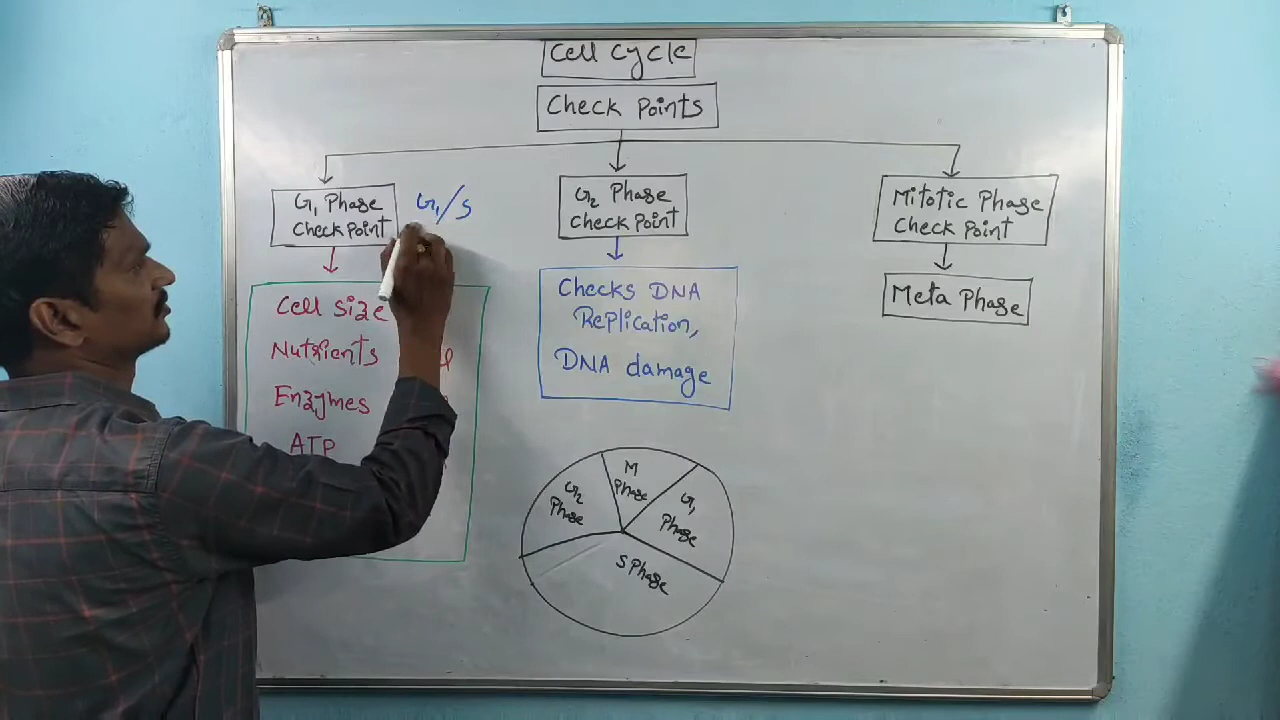 Cell Cycle
Check Points
G₁ Phase
Check Point
G₁/S
G₂ Phase
Check Point
Mitotic Phase
Check Point
Cell Size
Nutrients
Enzymes
ATP
Checks DNA
Replication,
DNA damage
Meta Phase
M
Phase
G₂
Phase
G₁
Phase
S Phase